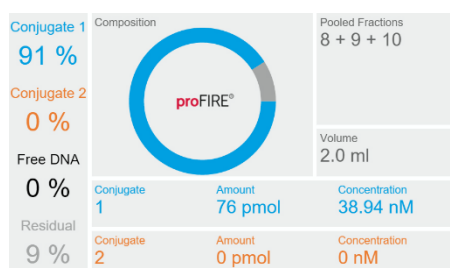 Conjugate 1
91 %
Conjugate 2
0 %
Free DNA
0 %
Residual
9 %
Composition
proFIRE®
Pooled Fractions
8 + 9 + 10
Volume
2.0 ml
Conjugate Amount Concentration
1 76 pmol 38.94 nM
Conjugate Amount Concentration
2 0 pmol 0 nM